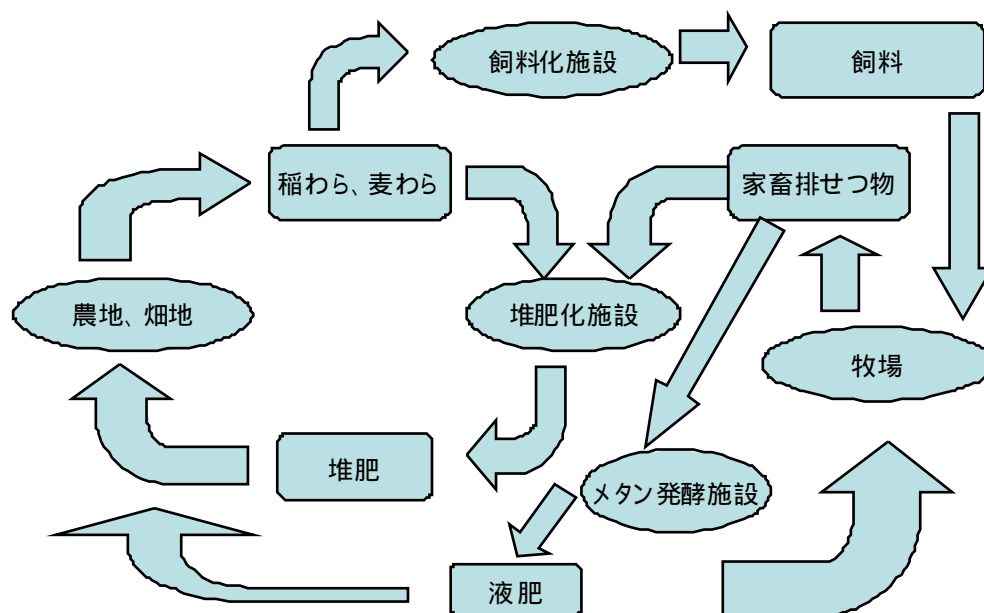 飼料化施設
飼料
稲わら、麦わら
家畜排せつ物
農地、畑地
堆肥化施設
牧場
堆肥
メタン発酵施設
液肥